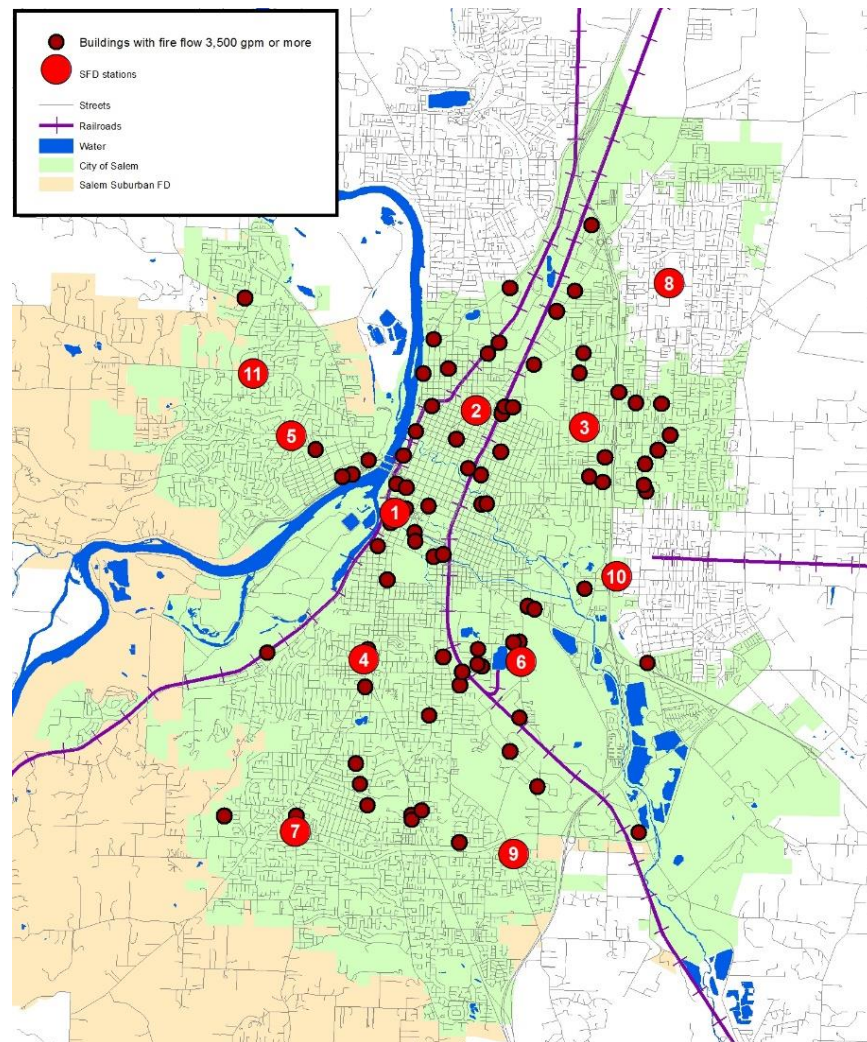 Buildings with fire flow 3,500 gpm or more
SFD stations
Streets
Railroads
Water
City of Salem
Salem Suburban FD
8
11
2
3
5
1
10
4
6
7
9